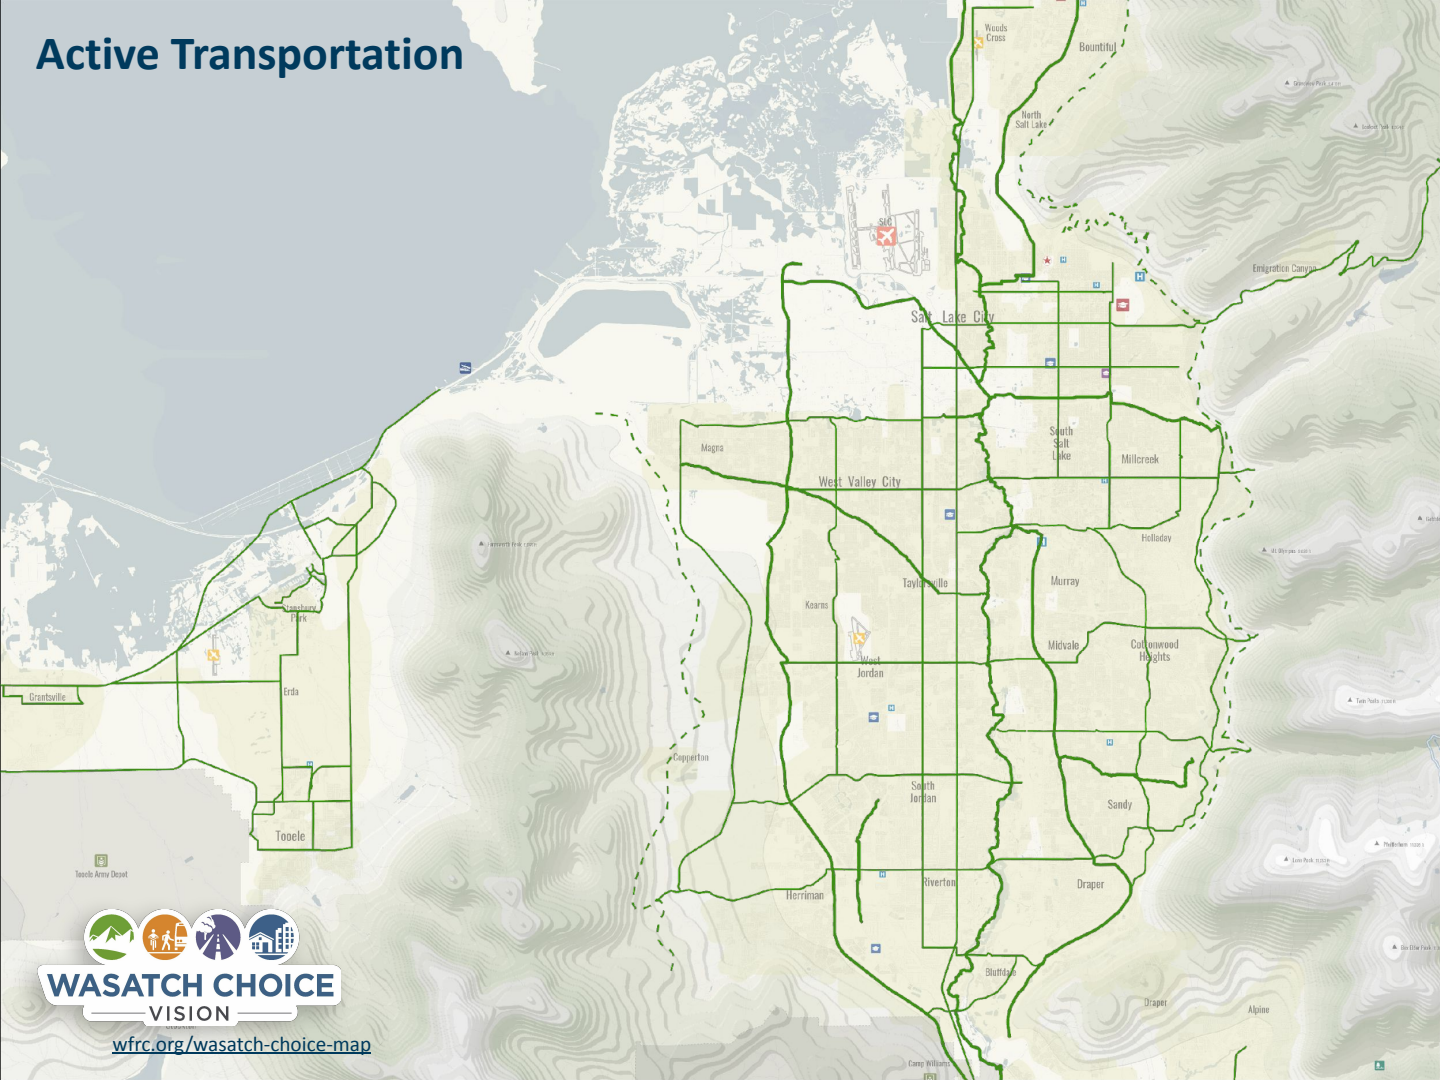 Active Transportation
Woods
Cross
Bountiful
North
Salt Lake
SLC
Emigration Canyon
Salt Lake City
South
Salt
Lake
Magna
Millcreek
West Valley City
Holladay
Taylorsville
Murray
Kearns
Stansbury
Park
Midvale
Cottonwood
Heights
West
Jordan
Erda
Grantsville
Copperton
South
Jordan
Sandy
Tooele
Tooele Army Depot
Riverton
Draper
Herriman
Bluffdale
Draper
Alpine
Camp Williams
WASATCH CHOICE
VISION
wfrc.org/wasatch-choice-map